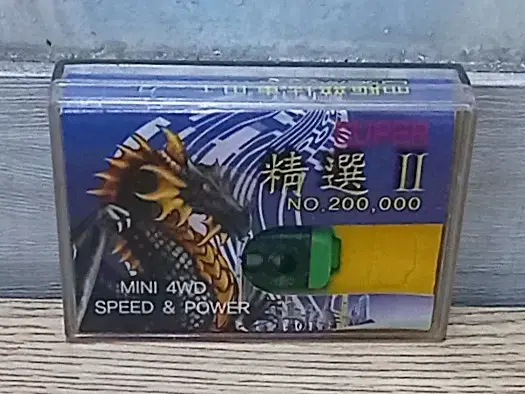 SUPER
精選 II
NO.200,000
MINI 4WD
SPEED & POWER